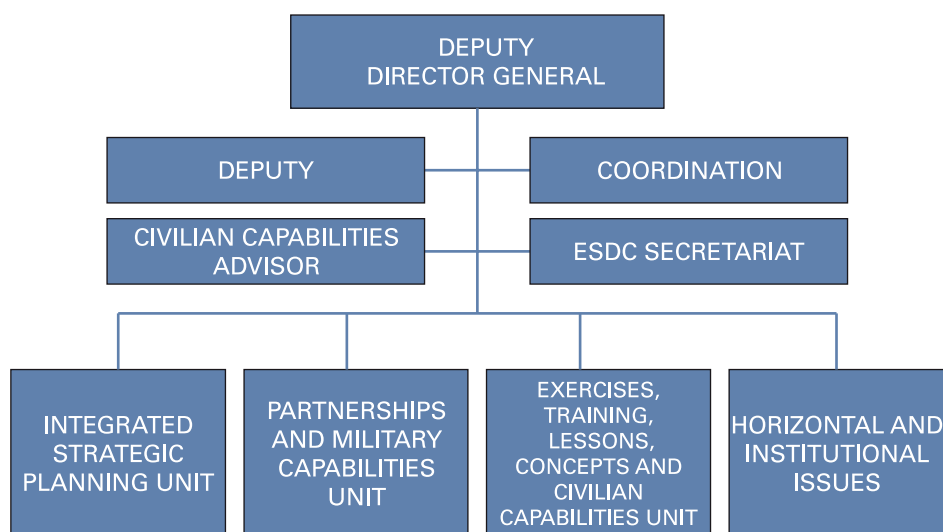 DEPUTY
DIRECTOR GENERAL
DEPUTY
COORDINATION
CIVILIAN CAPABILITIES
ADVISOR
ESDC SECRETARIAT
INTEGRATED
STRATEGIC
PLANNING UNIT
PARTNERSHIPS
AND MILITARY
CAPABILITIES
UNIT
EXERCISES,
TRAINING,
LESSONS,
CONCEPTS AND
CIVILIAN
CAPABILITIES UNIT
HORIZONTAL AND
INSTITUTIONAL
ISSUES